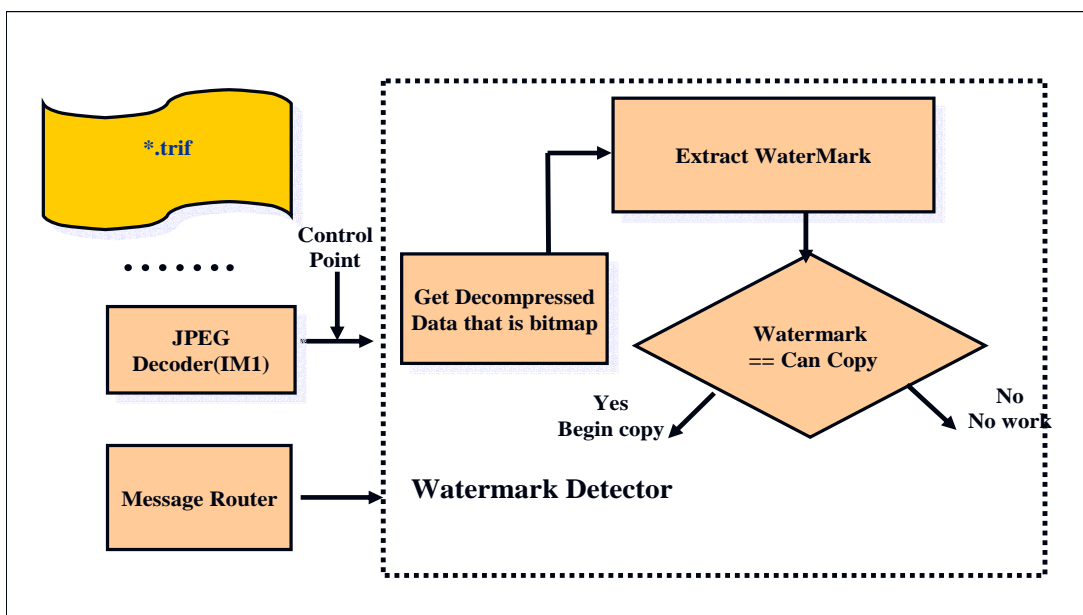 *.trif
Control
Point
JPEG
Decoder(IM1)
Message Router
Get Decompressed
Data that is bitmap
Extract WaterMark
Watermark
== Can Copy
Yes
Begin copy
No
No work
Watermark Detector